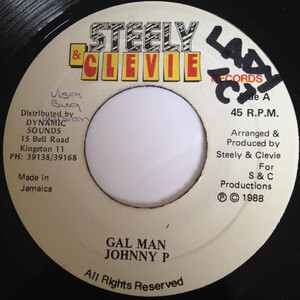 STEELY
& CLEVIE
RECORDS
LADY
"C"
Side A
45 R.P.M.
Distributed by
DYNAMIC
SOUNDS
15 Bell Road
Kingston 11
PH: 39138/39168
Made in
Jamaica
Arranged &
Produced by
Steely & Clevie
For
S & C
Productions
Ⓟ © 1988
GAL MAN
JOHNNY P
All Rights Reserved